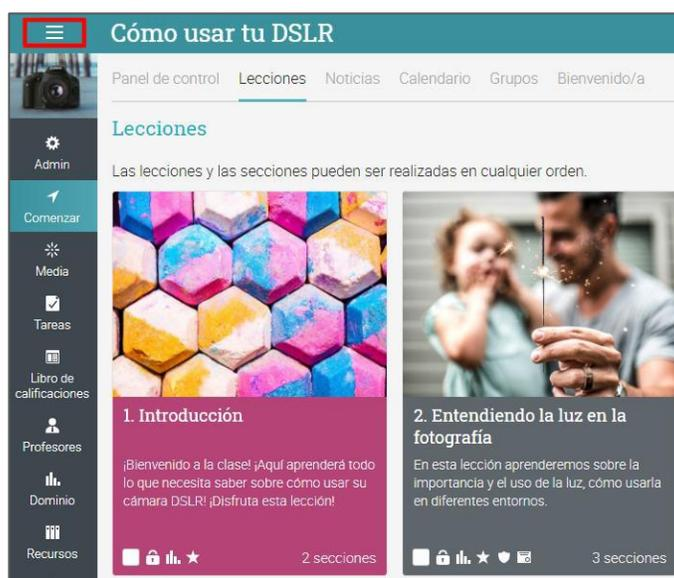 Cómo usar tu DSLR
Panel de control Lecciones Noticias Calendario Grupos Bienvenido/a
Admin
Comenzar
Media
Tareas
Libro de
calificaciones
Profesores
Dominio
Recursos
Lecciones
Las lecciones y las secciones pueden ser realizadas en cualquier orden.
1. Introducción
¡Bienvenido a la clase! ¡Aquí aprenderá todo
lo que necesita saber sobre cómo usar su
cámara DSLR! ¡Disfruta esta lección!
2 secciones
2. Entendiendo la luz en la
fotografía
En esta lección aprenderemos sobre la
importancia y el uso de la luz, cómo usarla
en diferentes entornos.
3 secciones